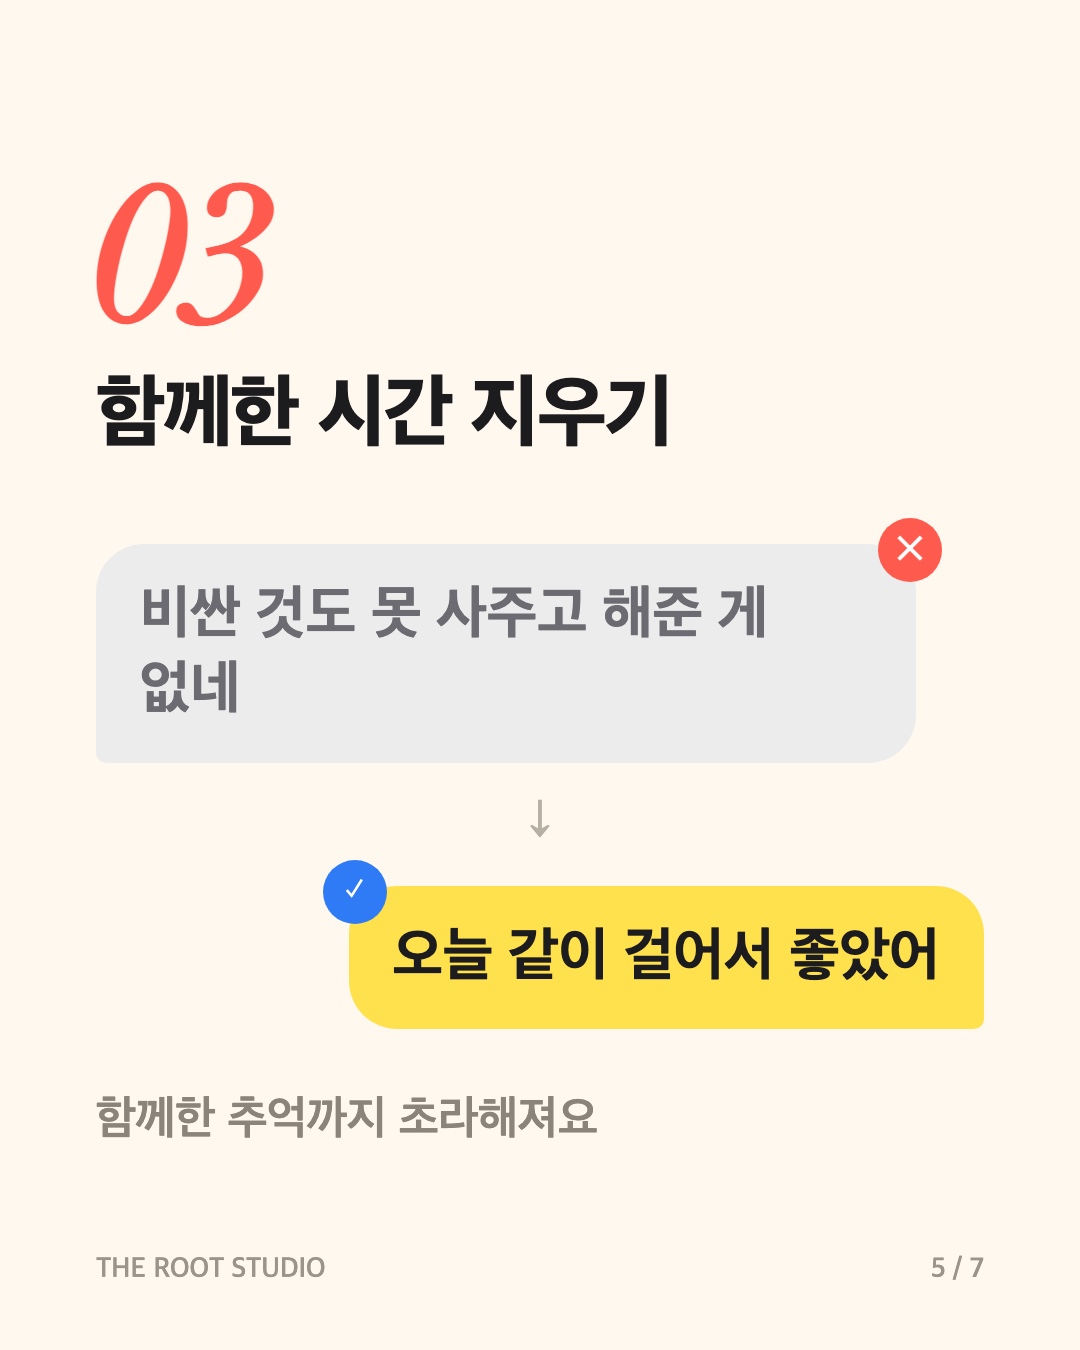 03
함께한 시간 지우기
비싼 것도 못 사주고 해준 게
없네
오늘 같이 걸어서 좋았어
함께한 추억까지 초라해져요
THE ROOT STUDIO
5 / 7